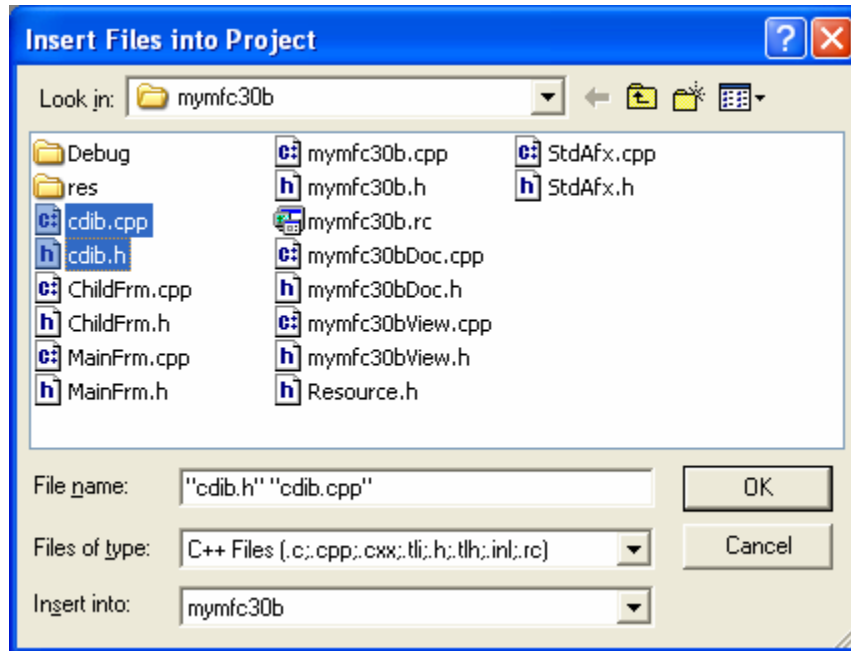 Insert Files into Project
Look in: mymfc30b
Debug
res
cdib.cpp
cdib.h
ChildFrm.cpp
ChildFrm.h
MainFrm.cpp
MainFrm.h
mymfc30b.cpp
mymfc30b.h
mymfc30b.rc
mymfc30bDoc.cpp
mymfc30bDoc.h
mymfc30bView.cpp
mymfc30bView.h
Resource.h
StdAfx.cpp
StdAfx.h
File name: "cdib.h" "cdib.cpp"
OK
Files of type: C++ Files (.c;.cpp;.cxx;.tli;.h;.tlh;.inl;.rc)
Cancel
Insert into: mymfc30b